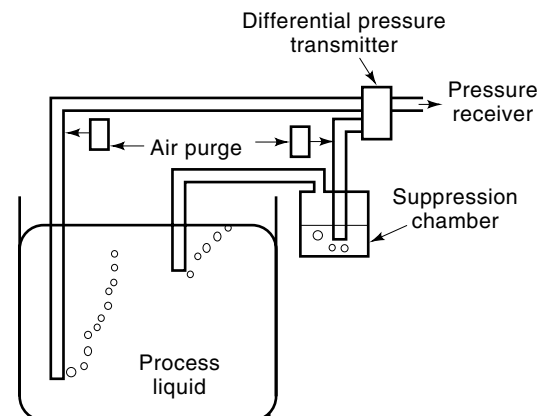 Differential pressure
transmitter
Pressure
receiver
Air purge
Suppression
chamber
Process
liquid